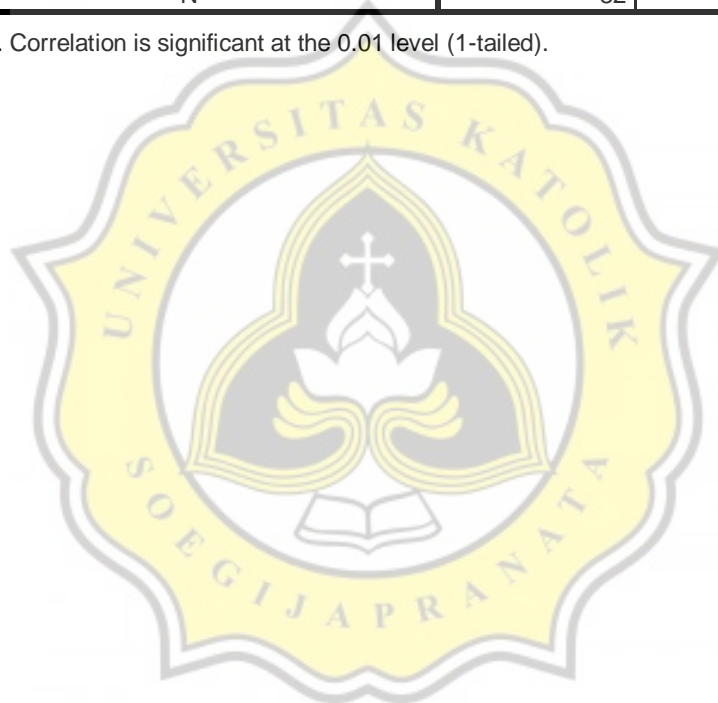 . Correlation is significant at the 0.01 level (1-tailed).
UNIVERSITAS KATOLIK
SOEGIJAPRANATA